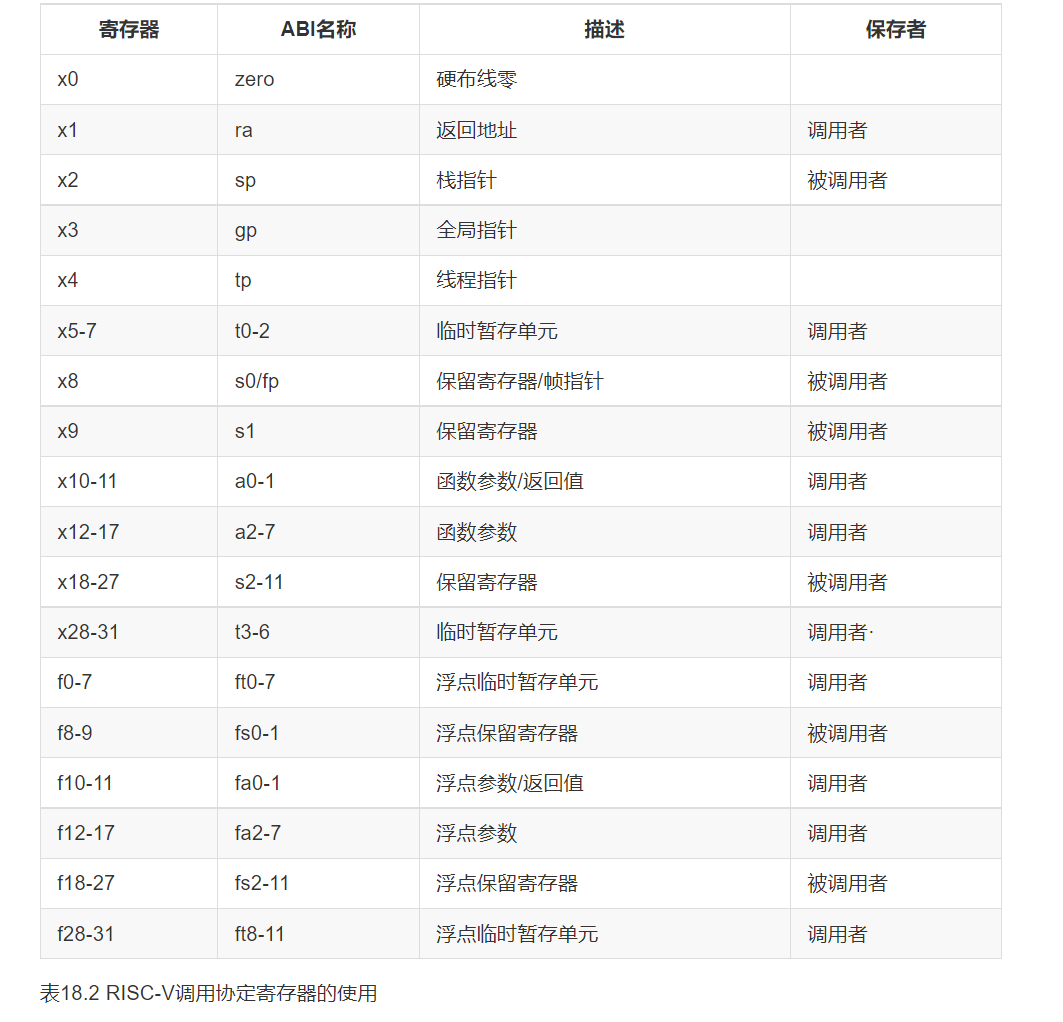 寄存器 ABI名称 描述 保存者
x0 zero 硬布线零
x1 ra 返回地址 调用者
x2 sp 栈指针 被调用者
x3 gp 全局指针
x4 tp 线程指针
x5-7 t0-2 临时暂存单元 调用者
x8 s0/fp 保留寄存器/帧指针 被调用者
x9 s1 保留寄存器 被调用者
x10-11 a0-1 函数参数/返回值 调用者
x12-17 a2-7 函数参数 调用者
x18-27 s2-11 保留寄存器 被调用者
x28-31 t3-6 临时暂存单元 调用者·
f0-7 ft0-7 浮点临时暂存单元 调用者
f8-9 fs0-1 浮点保留寄存器 被调用者
f10-11 fa0-1 浮点参数/返回值 调用者
f12-17 fa2-7 浮点参数 调用者
f18-27 fs2-11 浮点保留寄存器 被调用者
f28-31 ft8-11 浮点临时暂存单元 调用者
表18.2 RISC-V调用协定寄存器的使用